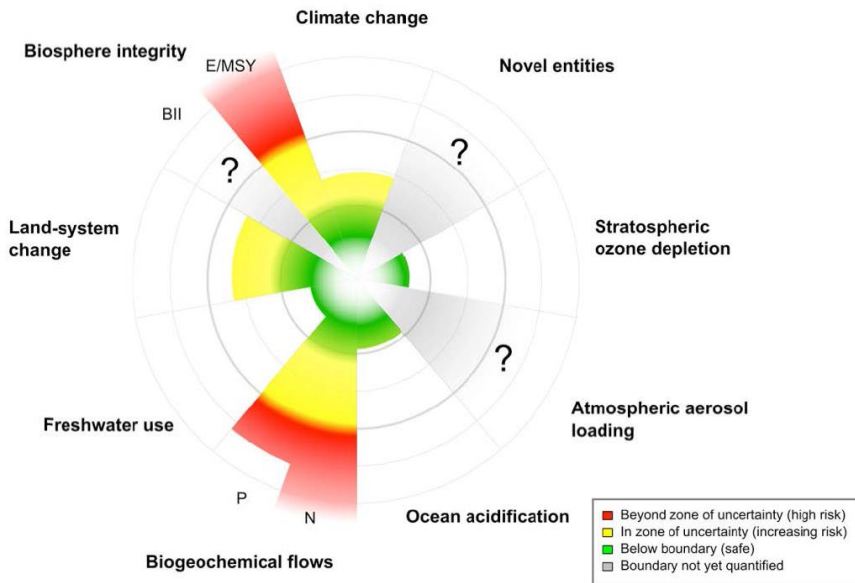 Climate change
Biosphere integrity
E/MSY
Novel entities
BII
?
?
Land-system
change
Stratospheric
ozone depletion
?
Freshwater use
Atmospheric aerosol
loading
P
N
Ocean acidification
Biogeochemical flows
Beyond zone of uncertainty (high risk)
In zone of uncertainty (increasing risk)
Below boundary (safe)
Boundary not yet quantified